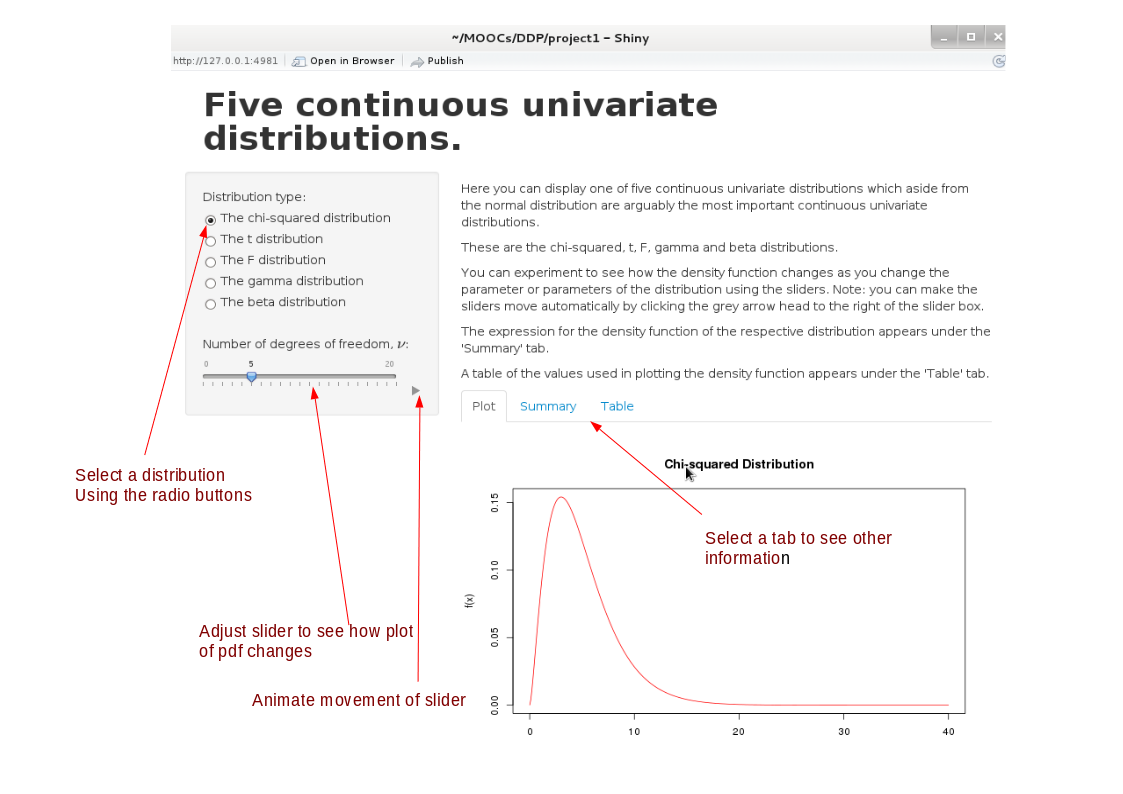 ~/MOOCs/DDP/project1 – Shiny
http://127.0.0.1:4981
Open in Browser
Publish
Five continuous univariate
distributions.
Distribution type:
The chi-squared distribution
The t distribution
The F distribution
The gamma distribution
The beta distribution
Number of degrees of freedom, ν:
0 5 20
Here you can display one of five continuous univariate distributions which aside from
the normal distribution are arguably the most important continuous univariate
distributions.
These are the chi-squared, t, F, gamma and beta distributions.
You can experiment to see how the density function changes as you change the
parameter or parameters of the distribution using the sliders. Note: you can make the
sliders move automatically by clicking the grey arrow head to the right of the slider box.
The expression for the density function of the respective distribution appears under the
'Summary' tab.
A table of the values used in plotting the density function appears under the 'Table' tab.
Plot Summary Table
Select a distribution
Using the radio buttons
Adjust slider to see how plot
of pdf changes
Animate movement of slider
Chi-squared Distribution
Select a tab to see other
information
f(x)
0.15
0.10
0.05
0.00
0 10 20 30 40